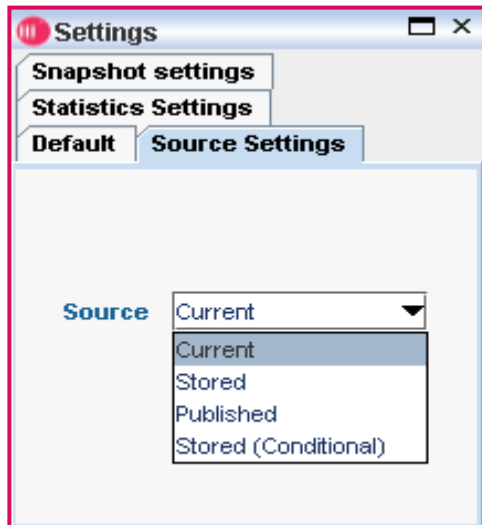 Settings
Snapshot settings
Statistics Settings
Default Source Settings
Source Current
Current
Stored
Published
Stored (Conditional)